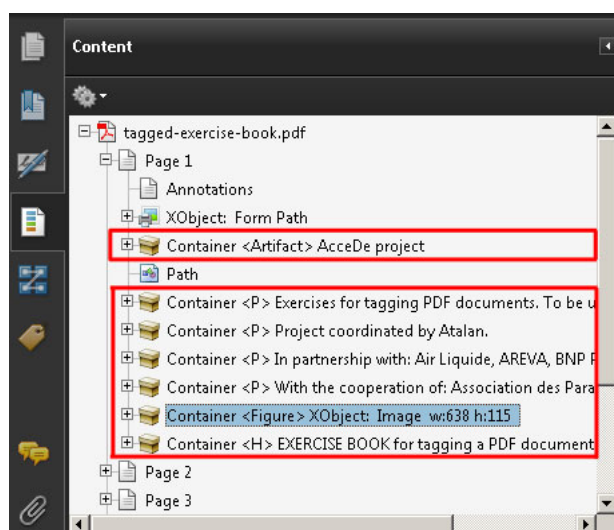 Content
tagged-exercise-book.pdf
Page 1
Annotations
XObject: Form Path
Container <Artifact> AcceDe project
Path
Container <P> Exercises for tagging PDF documents. To be u
Container <P> Project coordinated by Atalan.
Container <P> In partnership with: Air Liquide, AREVA, BNP P
Container <P> With the cooperation of: Association des Para
Container <Figure> XObject: Image w:638 h:115
Container <H> EXERCISE BOOK for tagging a PDF document
Page 2
Page 3